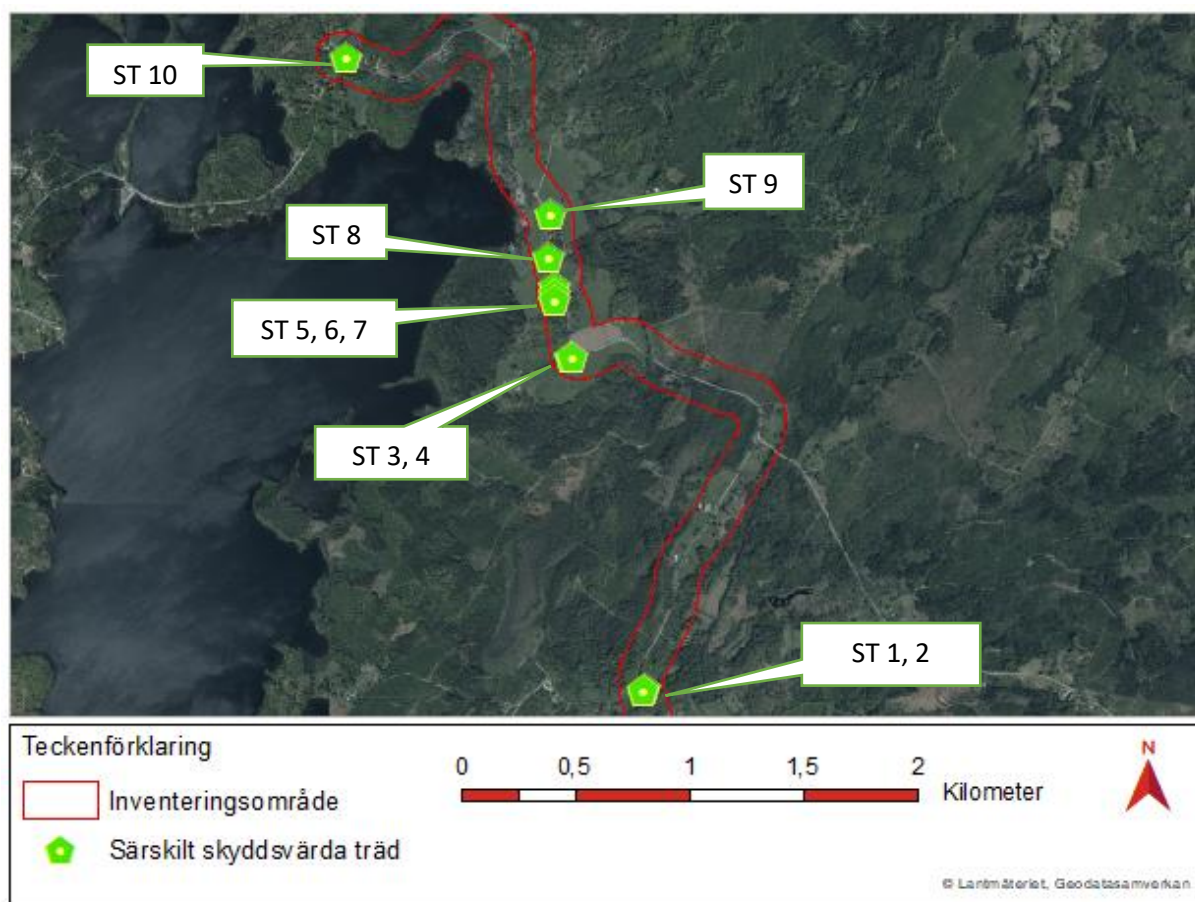 ST 10
ST 9
ST 8
ST 5, 6, 7
ST 3, 4
ST 1, 2
Teckenförklaring
Inventeringsområde
Särskilt skyddsvärda träd
0 0,5 1 1,5 2
Kilometer
N
© Lantmäteriet, Geodatasamverkan